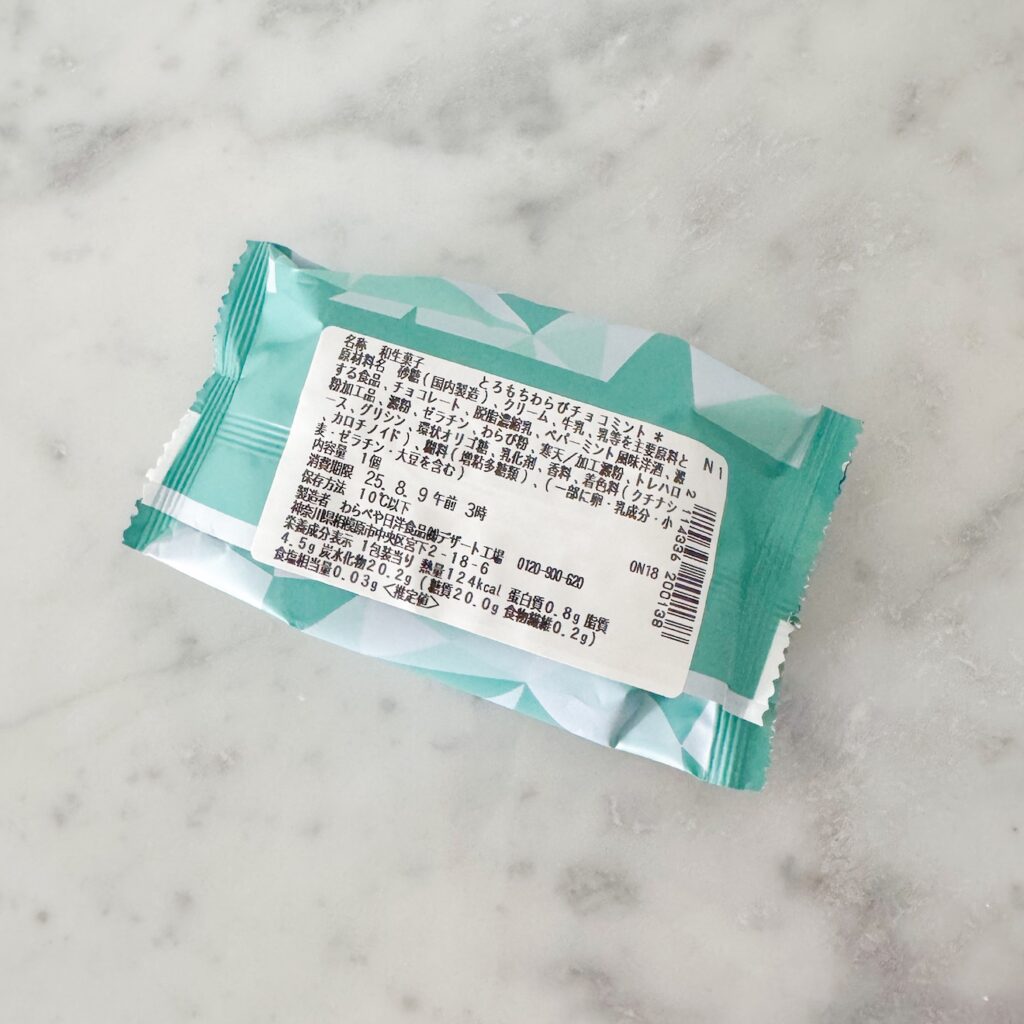 とろもちわらびチョコミント * N1
名称 和生菓子
原材料名 砂糖(国内製造)、クリーム、牛乳、乳等を主要原料と
する食品、チョコレート、脱脂濃縮乳、ペパーミント風味洋酒、澱
粉加工品、澱粉、ゼラチン、わらび粉、寒天/加工澱粉、トレハロ
ース、グリシン、環状オリゴ糖、乳化剤、香料、着色料(クチナシ
、カロチノイド)、糊料(増粘多糖類)、(一部に卵・乳成分・小
麦・ゼラチン・大豆を含む)
内容量 1個
消費期限 25. 8. 9 午前 3時
保存方法 10℃以下
製造者 わらべや日洋食品㈱デザート工場 0120-900-620
神奈川県相模原市中央区宮下2-18-6 0N18
栄養成分表示 1包装当り 熱量124kcal 蛋白質0.8g 脂質
4.5g 炭水化物20.2g (糖質20.0g 食物繊維0.2g)
食塩相当量0.03g <推定値>
200138